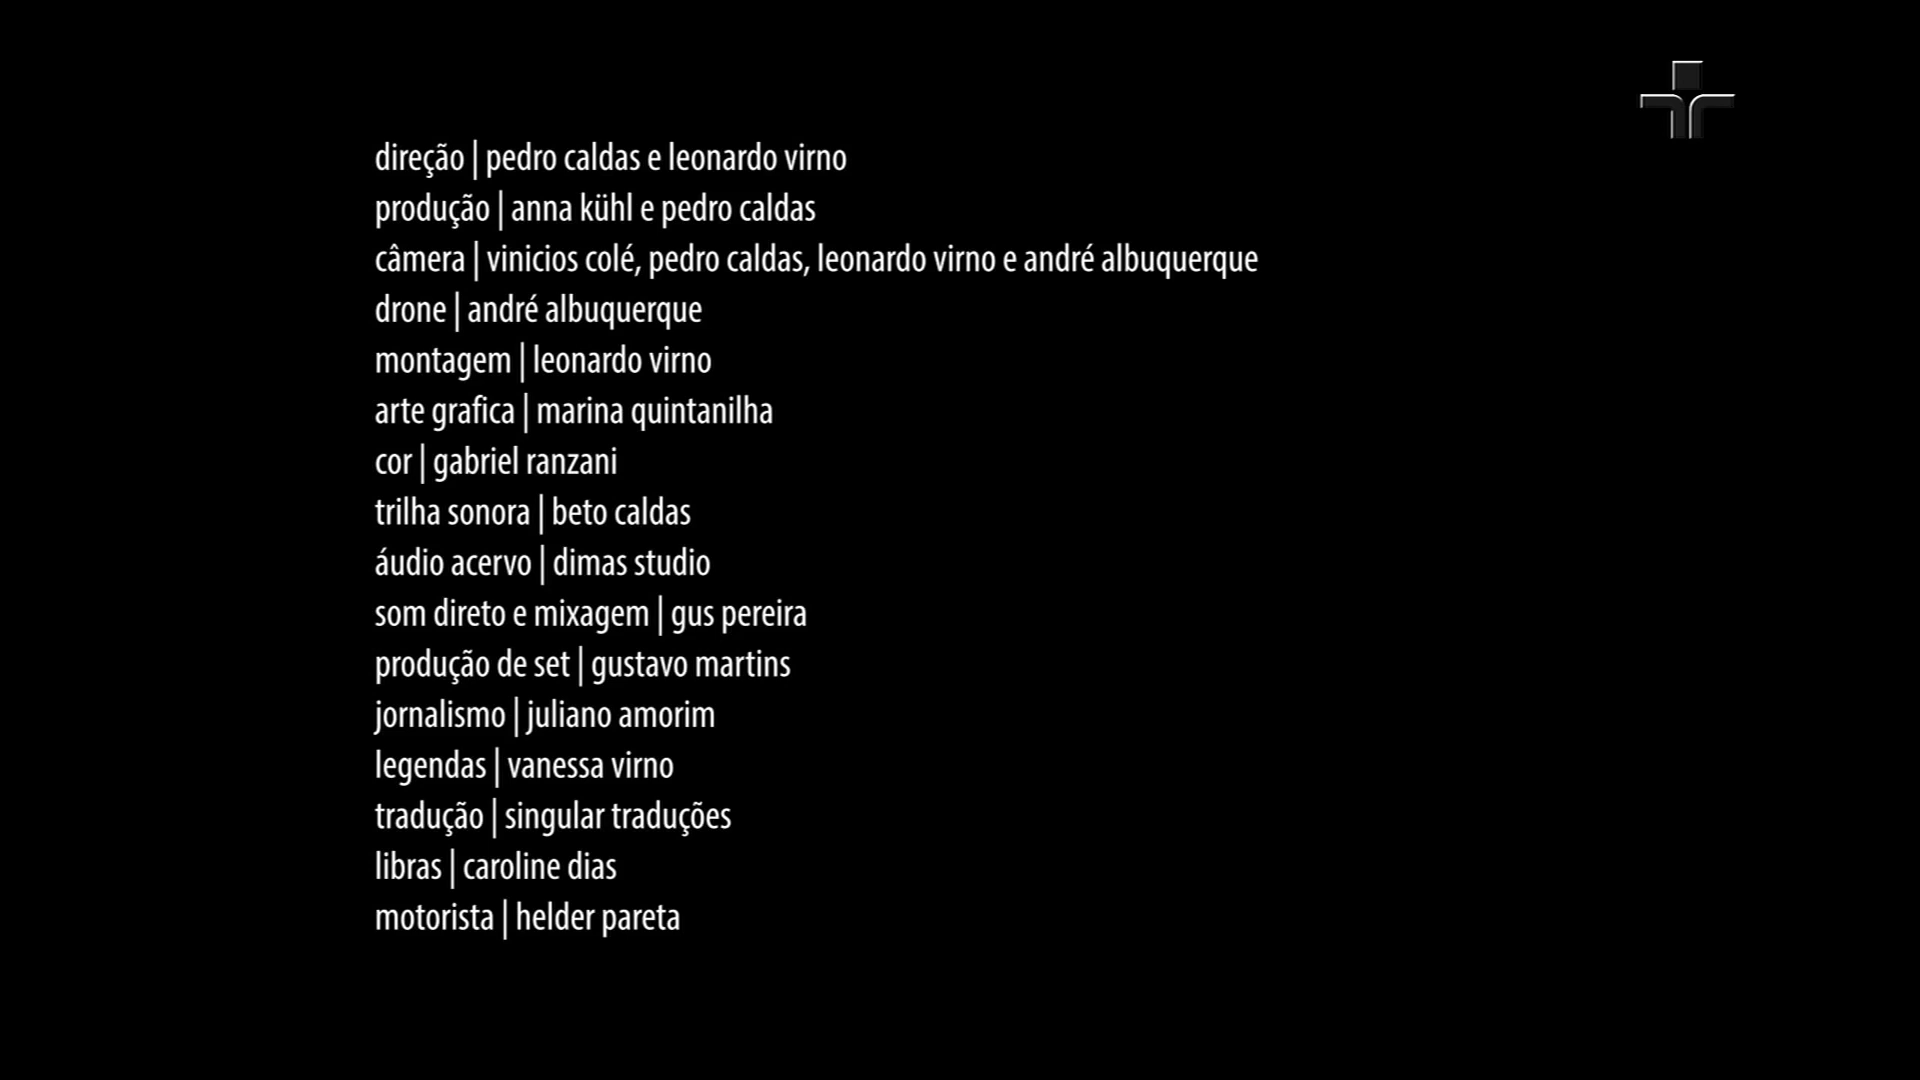 direção | pedro caldas e leonardo virno
produção | anna kühl e pedro caldas
câmera | vinicios colé, pedro caldas, leonardo virno e andré albuquerque
drone | andré albuquerque
montagem | leonardo virno
arte grafica | marina quintanilha
cor | gabriel ranzani
trilha sonora | beto caldas
áudio acervo | dimas studio
som direto e mixagem | gus pereira
produção de set | gustavo martins
jornalismo | juliano amorim
legendas | vanessa virno
tradução | singular traduções
libras | caroline dias
motorista | helder pareta